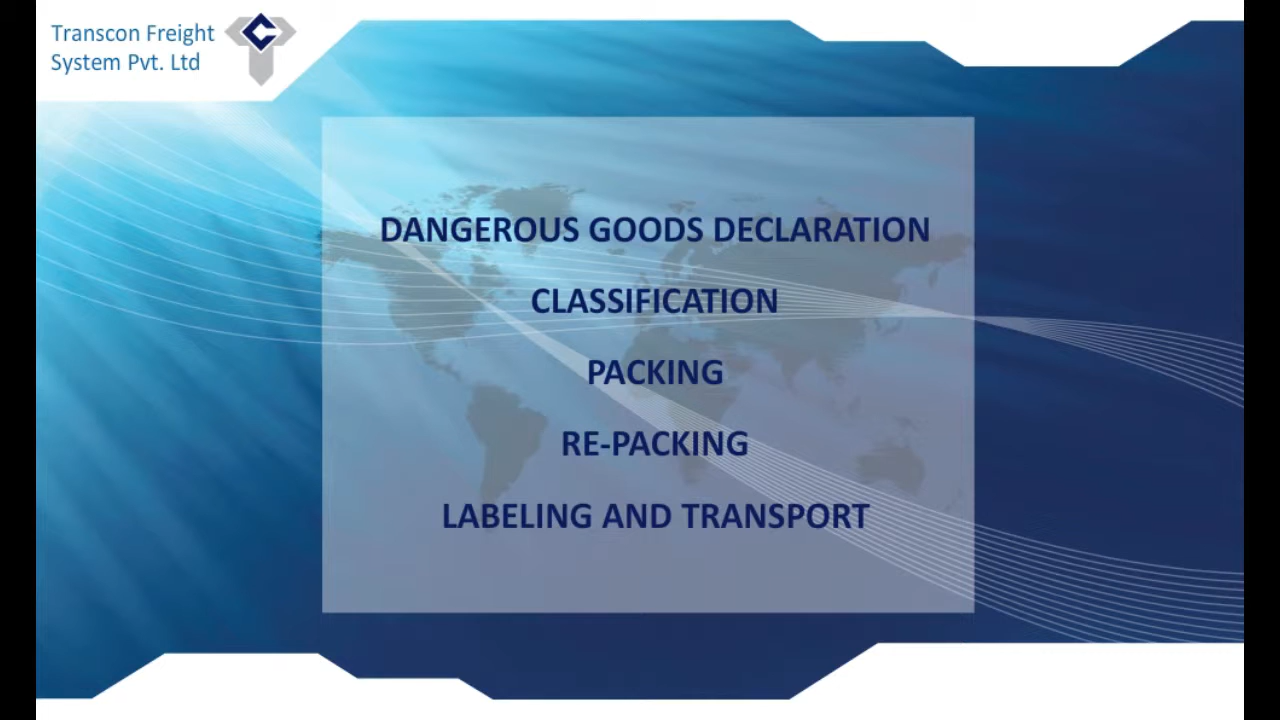 Transcon Freight
System Pvt. Ltd
DANGEROUS GOODS DECLARATION
CLASSIFICATION
PACKING
RE-PACKING
LABELING AND TRANSPORT